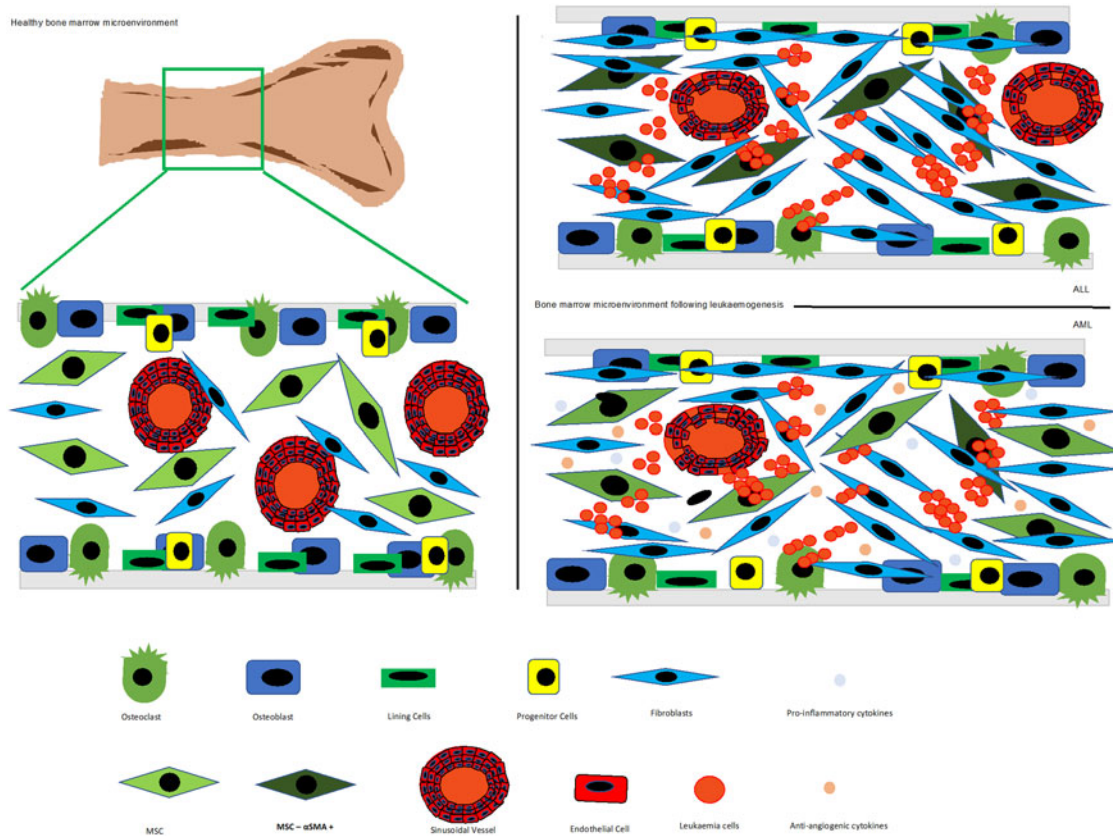 Healthy bone marrow microenvironment
ALL
Bone marrow microenvironment following leukaemogenesis
AML
Osteoclast
Osteoblast
Lining Cells
Progenitor Cells
Fibroblasts
Pro-inflammatory cytokines
MSC
MSC – αSMA +
Sinusoidal Vessel
Endothelial Cell
Leukaemia cells
Anti-angiogenic cytokines